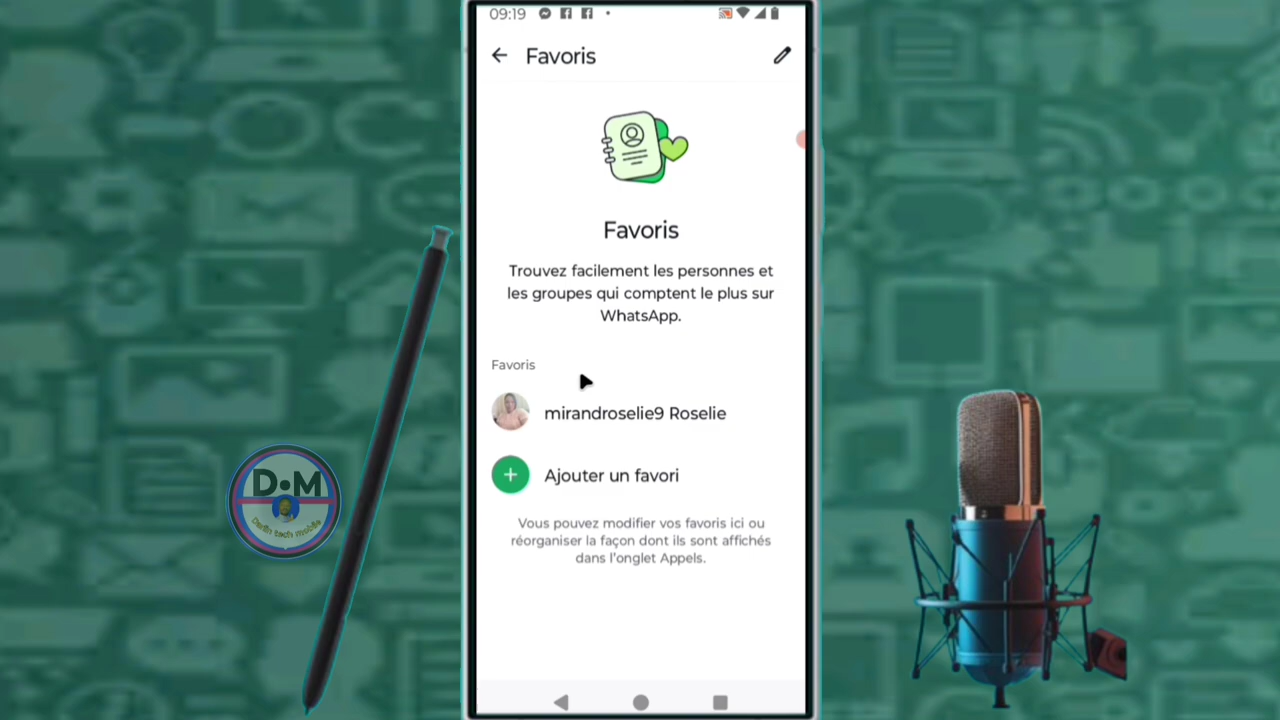 09:19
Favoris
Favoris
Trouvez facilement les personnes et
les groupes qui comptent le plus sur
WhatsApp.
Favoris
mirandroselie9 Roselie
Ajouter un favori
Vous pouvez modifier vos favoris ici ou
réorganiser la façon dont ils sont affichés
dans l'onglet Appels.
D•M
tech mobile